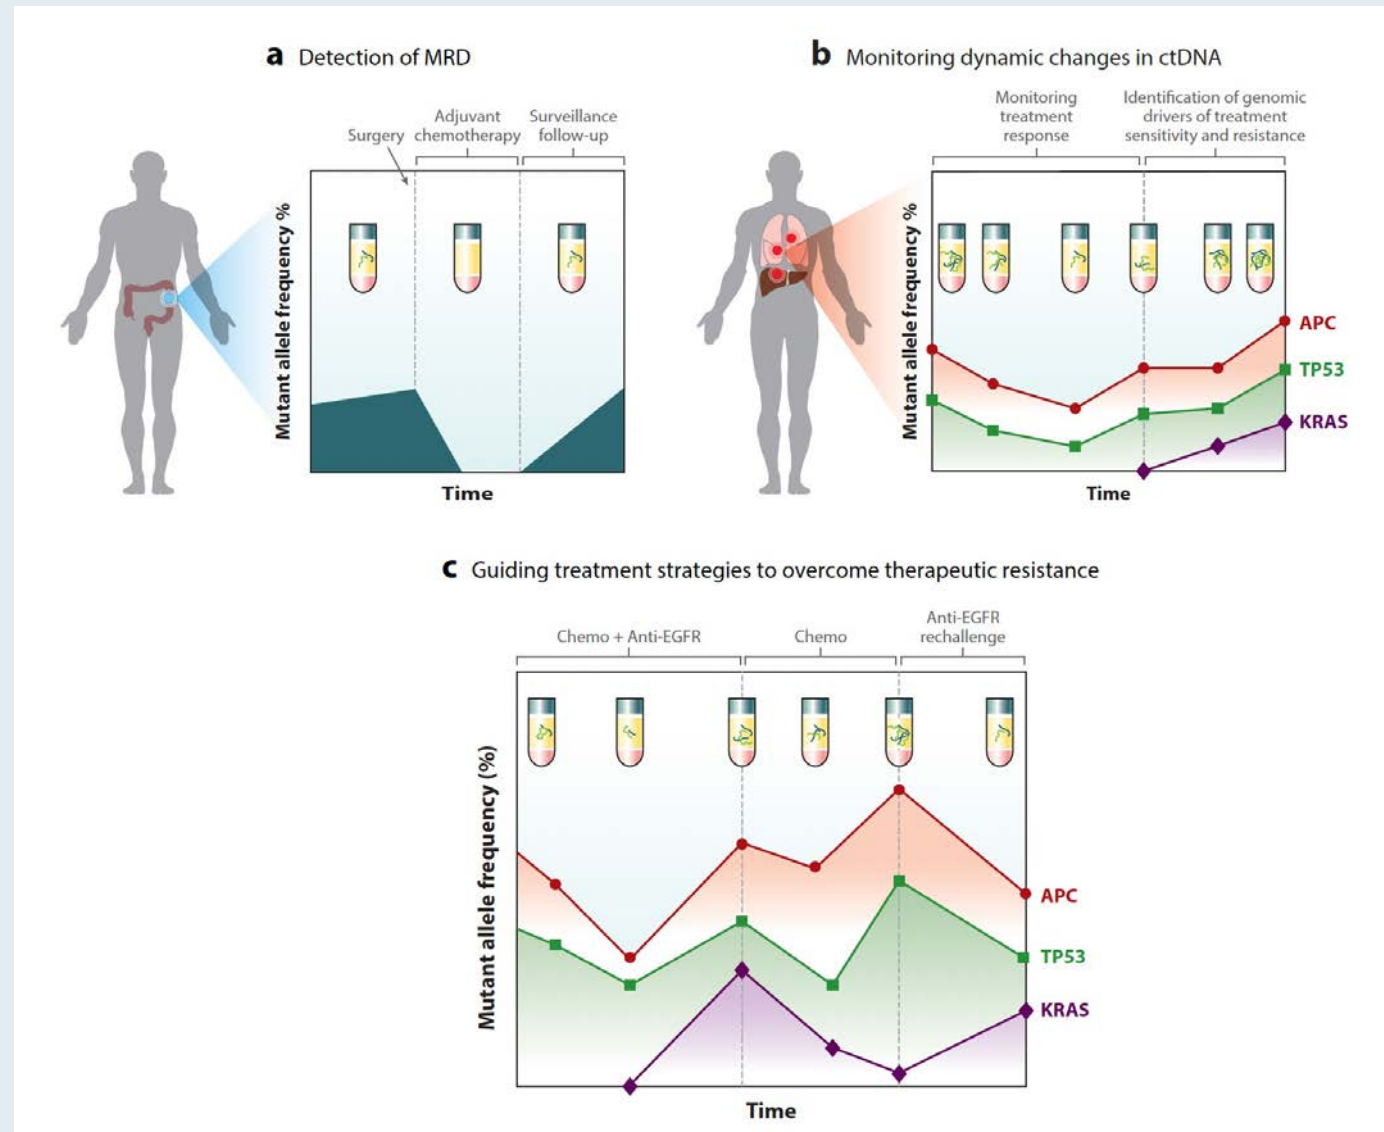 a Detection of MRD
Surgery
Adjuvant
chemotherapy
Surveillance
follow-up
Mutant allele frequency %
Time
b Monitoring dynamic changes in ctDNA
Monitoring
treatment
response
Identification of genomic
drivers of treatment
sensitivity and resistance
Mutant allele frequency %
APC
TP53
KRAS
Time
c Guiding treatment strategies to overcome therapeutic resistance
Chemo + Anti-EGFR
Chemo
Anti-EGFR
rechallenge
Mutant allele frequency (%)
APC
TP53
KRAS
Time